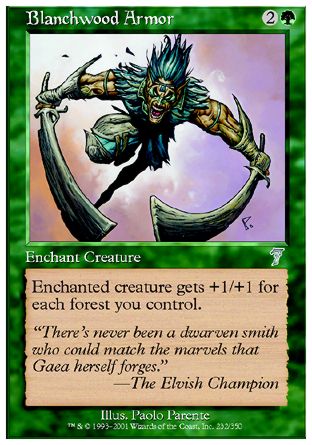 Blanchwood Armor 2
Enchant Creature 7
Enchanted creature gets +1/+1 for
each forest you control.
“There's never been a dwarven smith
who could match the marvels that
Gaea herself forges.”
—The Elvish Champion
Illus. Paolo Parente
™ & © 1993–2001 Wizards of the Coast, Inc. 232/350